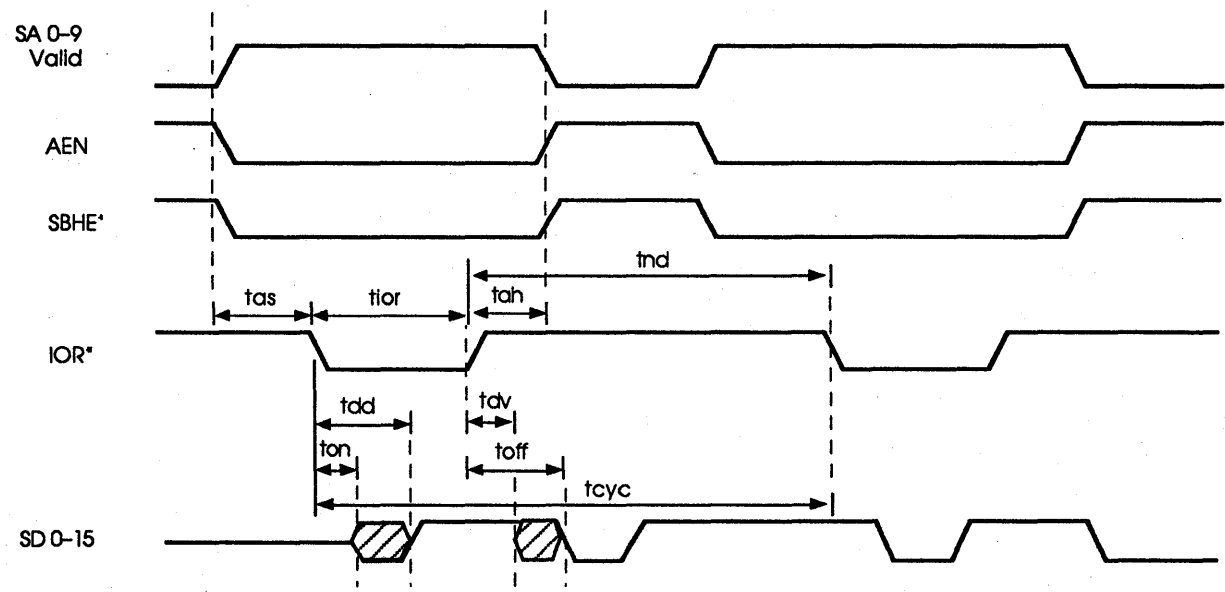 SA 0–9
Valid
AEN
SBHE*
tnd
tas
tior
tah
IOR*
tdd
tdv
ton
toff
tcyc
SD 0–15